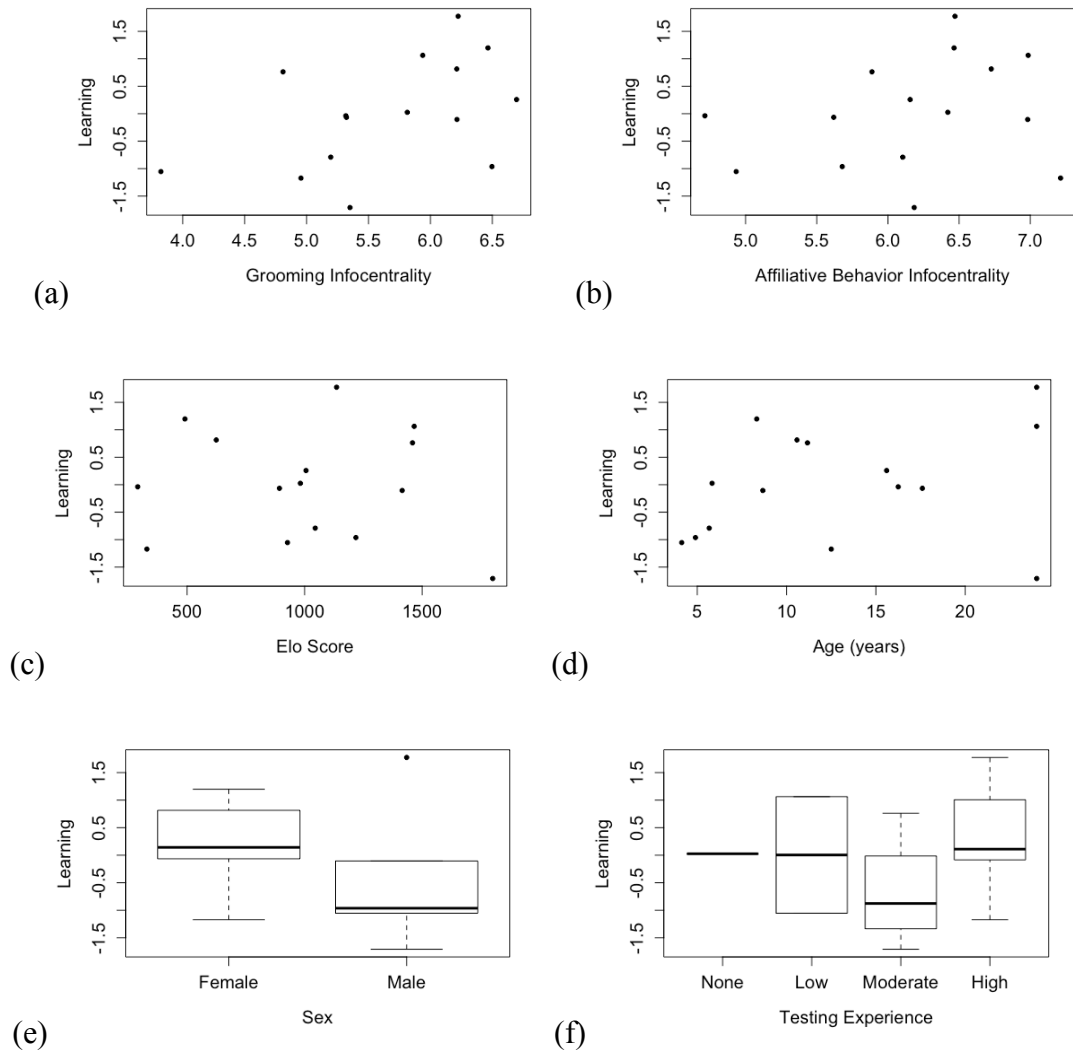 Learning
1.5
0.5
-0.5
-1.5
4.0 4.5 5.0 5.5 6.0 6.5
Grooming Infocentrality
(a)
Learning
1.5
0.5
-0.5
-1.5
5.0 5.5 6.0 6.5 7.0
Affiliative Behavior Infocentrality
(b)
Learning
1.5
0.5
-0.5
-1.5
500 1000 1500
Elo Score
(c)
Learning
1.5
0.5
-0.5
-1.5
5 10 15 20
Age (years)
(d)
Learning
1.5
0.5
-0.5
-1.5
Female Male
Sex
(e)
Learning
1.5
0.5
-0.5
-1.5
None Low Moderate High
Testing Experience
(f)